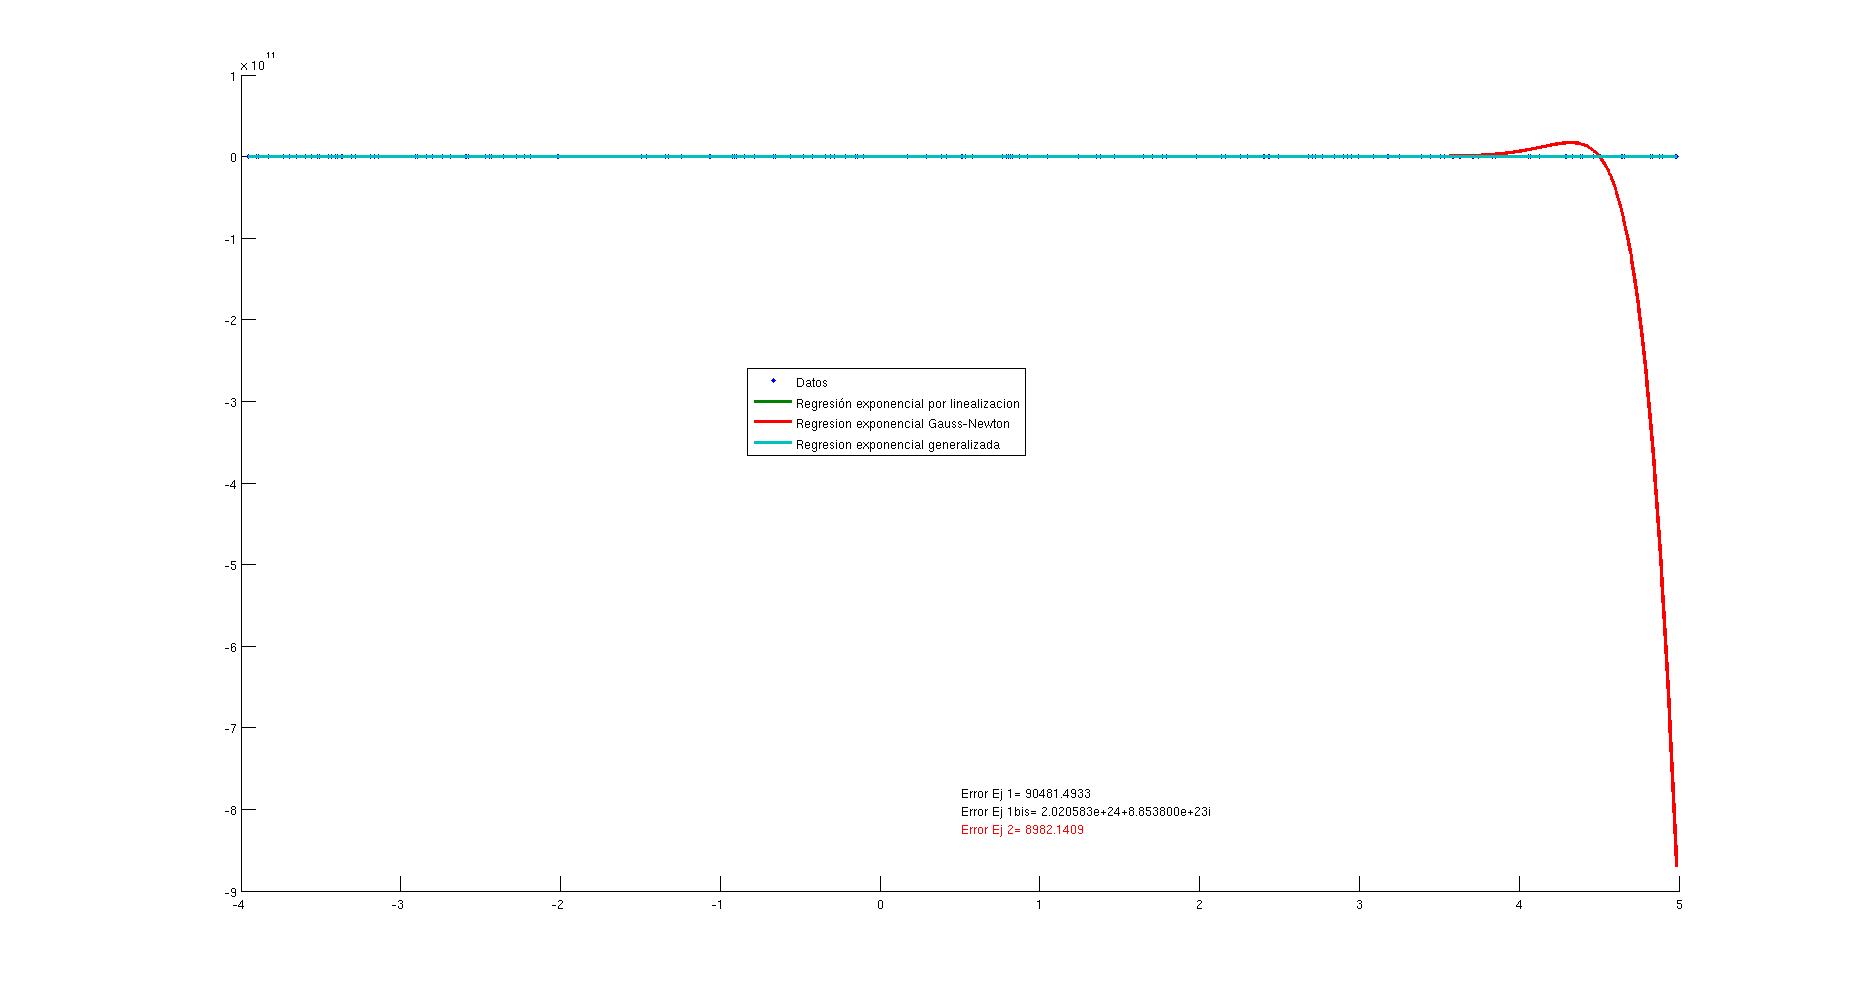 ×10^11
1
0
-1
-2
-3
-4
-5
-6
-7
-8
-9
Datos
Regresión exponencial por linealizacion
Regresion exponencial Gauss-Newton
Regresion exponencial generalizada
Error Ej 1= 90481.4933
Error Ej 1bis= 2.020583e+24+8.853800e+23i
Error Ej 2= 8982.1409
-4 -3 -2 -1 0 1 2 3 4 5